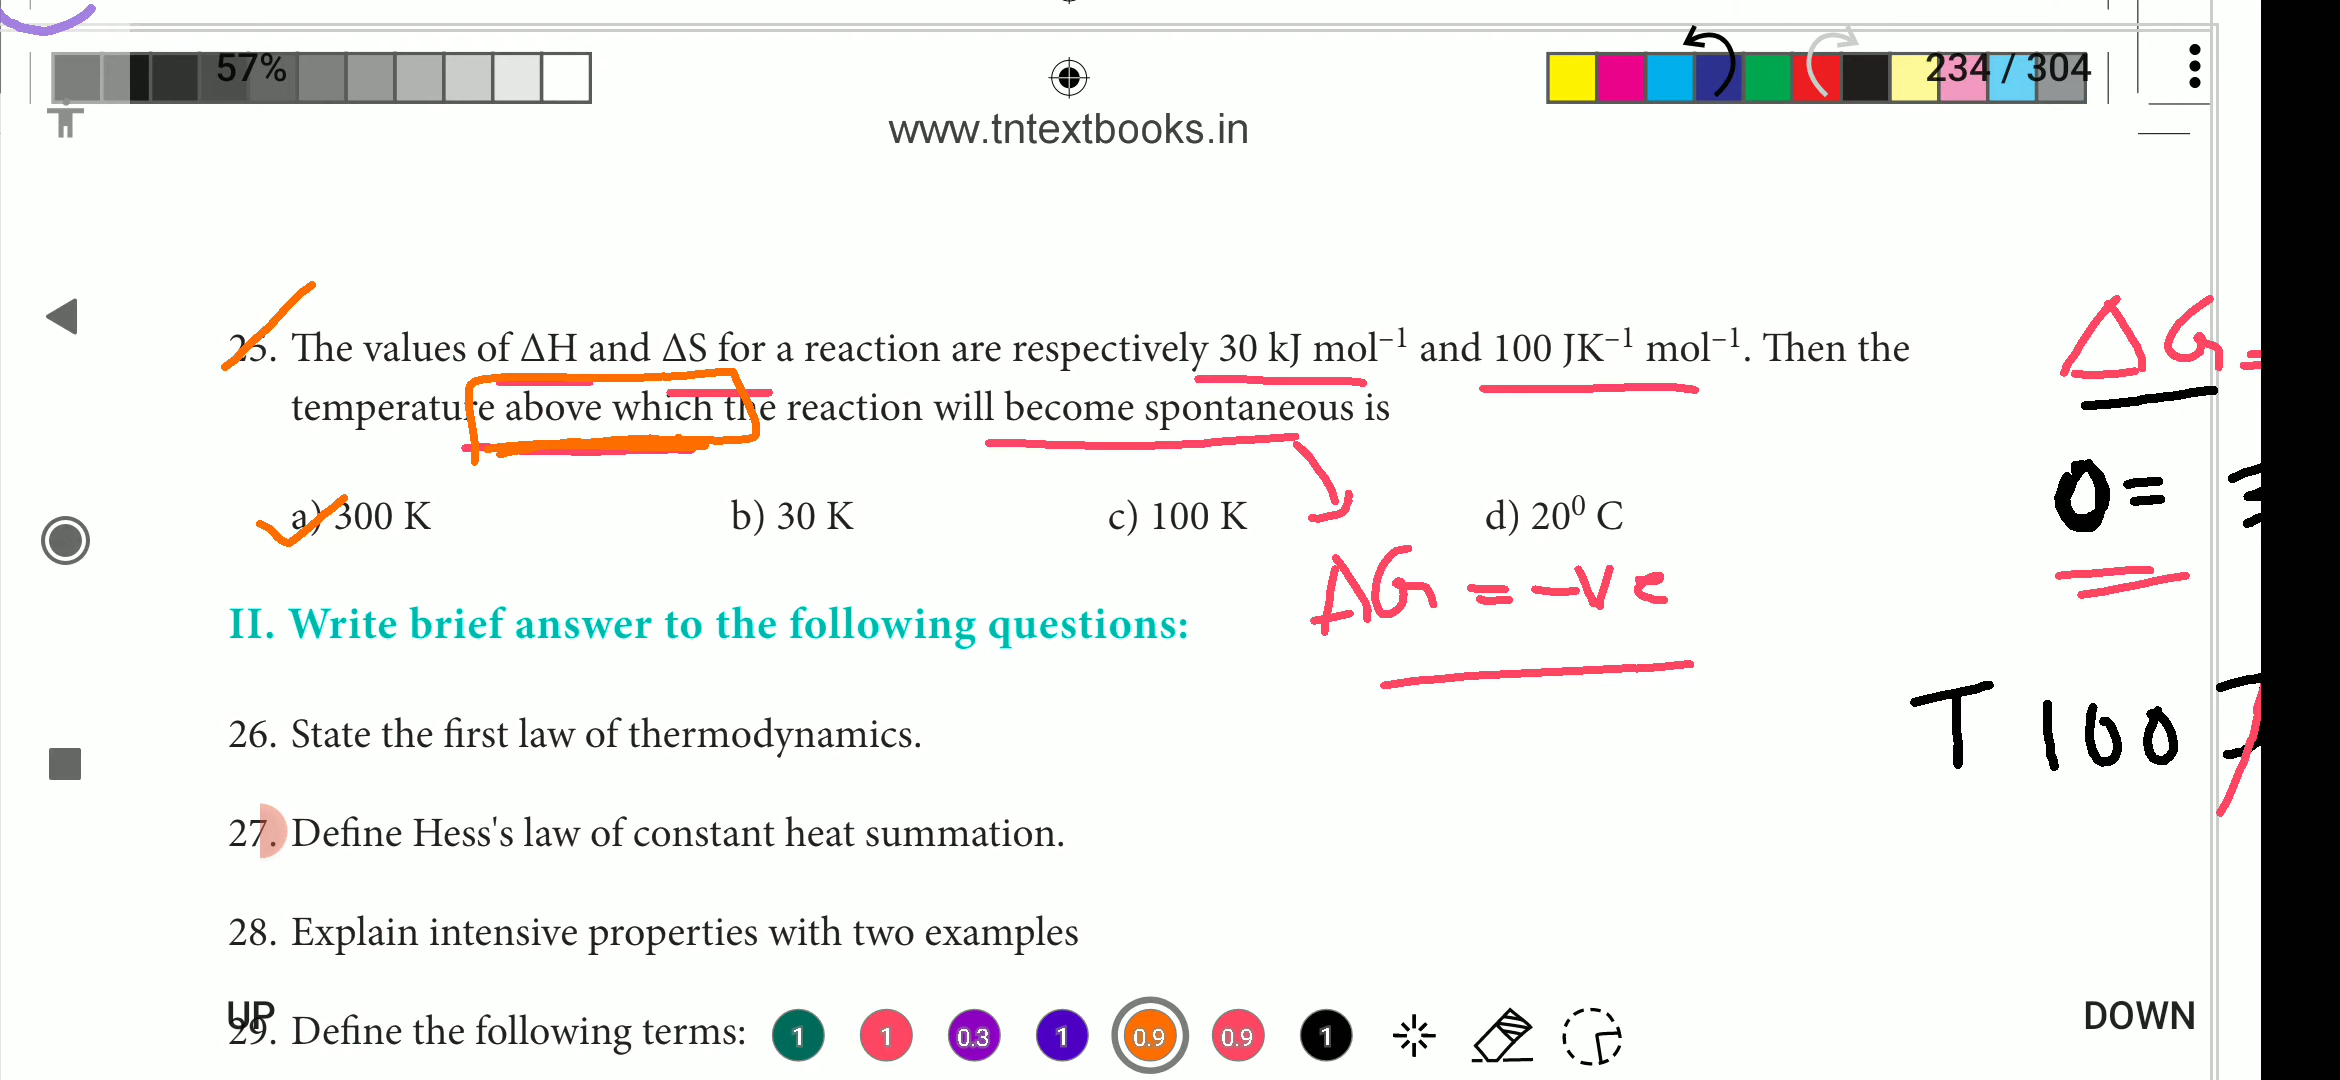 57%
234 / 304
www.tntextbooks.in
25. The values of ΔH and ΔS for a reaction are respectively 30 kJ mol⁻¹ and 100 JK⁻¹ mol⁻¹. Then the
temperature above which the reaction will become spontaneous is
ΔG =
0 =
a) 300 K b) 30 K c) 100 K d) 20⁰ C
ΔG = -ve
II. Write brief answer to the following questions:
T 100
26. State the first law of thermodynamics.
27. Define Hess's law of constant heat summation.
28. Explain intensive properties with two examples
UP
DOWN
29. Define the following terms:
1 1 0.3 1 0.9 0.9 1